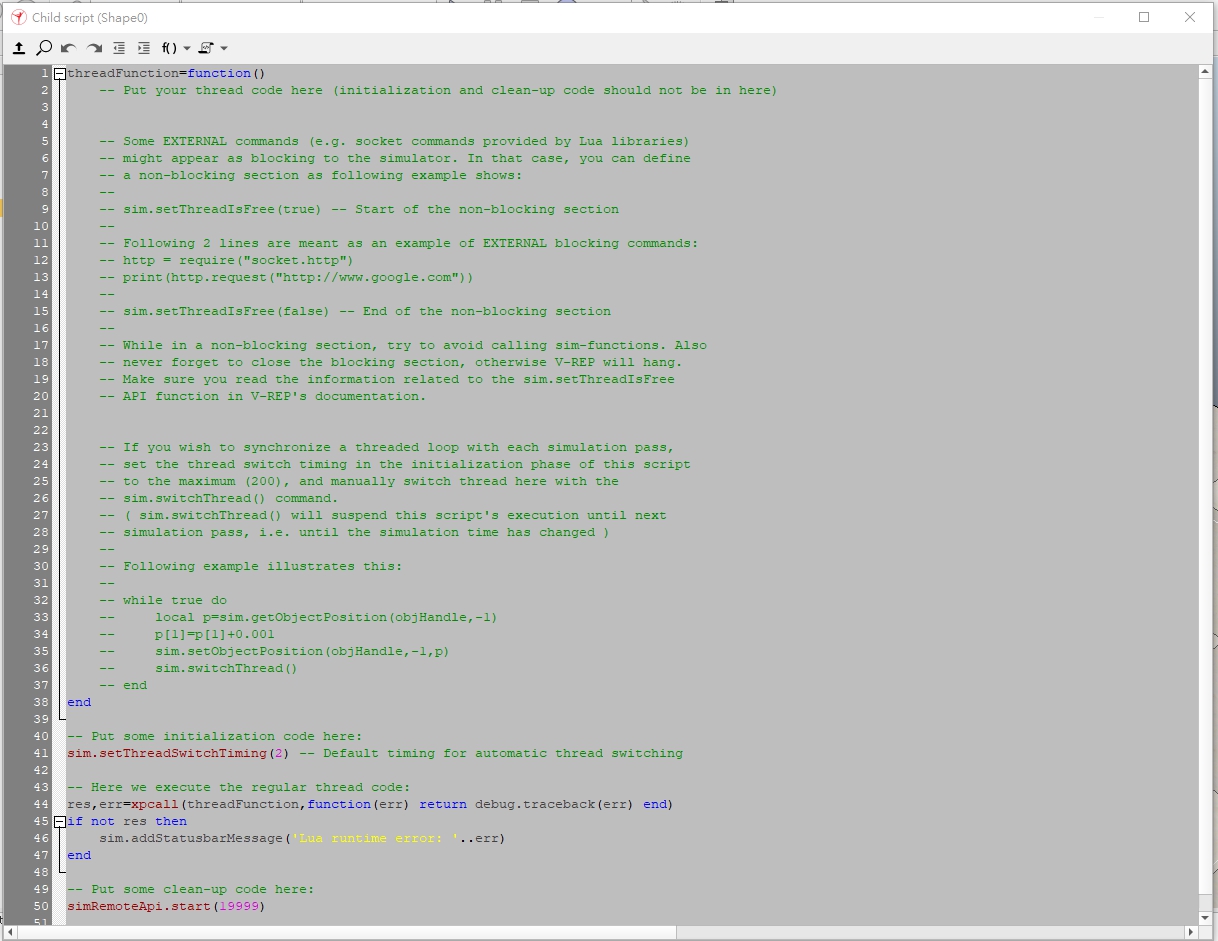 Child script (Shape0)
f()
1 threadFunction=function()
2 -- Put your thread code here (initialization and clean-up code should not be in here)
3
4
5 -- Some EXTERNAL commands (e.g. socket commands provided by Lua libraries)
6 -- might appear as blocking to the simulator. In that case, you can define
7 -- a non-blocking section as following example shows:
8 --
9 -- sim.setThreadIsFree(true) -- Start of the non-blocking section
10 --
11 -- Following 2 lines are meant as an example of EXTERNAL blocking commands:
12 -- http = require("socket.http")
13 -- print(http.request("http://www.google.com"))
14 --
15 -- sim.setThreadIsFree(false) -- End of the non-blocking section
16 --
17 -- While in a non-blocking section, try to avoid calling sim-functions. Also
18 -- never forget to close the blocking section, otherwise V-REP will hang.
19 -- Make sure you read the information related to the sim.setThreadIsFree
20 -- API function in V-REP's documentation.
21
22
23 -- If you wish to synchronize a threaded loop with each simulation pass,
24 -- set the thread switch timing in the initialization phase of this script
25 -- to the maximum (200), and manually switch thread here with the
26 -- sim.switchThread() command.
27 -- ( sim.switchThread() will suspend this script's execution until next
28 -- simulation pass, i.e. until the simulation time has changed )
29 --
30 -- Following example illustrates this:
31 --
32 -- while true do
33 --     local p=sim.getObjectPosition(objHandle,-1)
34 --     p[1]=p[1]+0.001
35 --     sim.setObjectPosition(objHandle,-1,p)
36 --     sim.switchThread()
37 -- end
38 end
39
40 -- Put some initialization code here:
41 sim.setThreadSwitchTiming(2) -- Default timing for automatic thread switching
42
43 -- Here we execute the regular thread code:
44 res,err=xpcall(threadFunction,function(err) return debug.traceback(err) end)
45 if not res then
46 sim.addStatusbarMessage('Lua runtime error: '..err)
47 end
48
49 -- Put some clean-up code here:
50 simRemoteApi.start(19999)
51